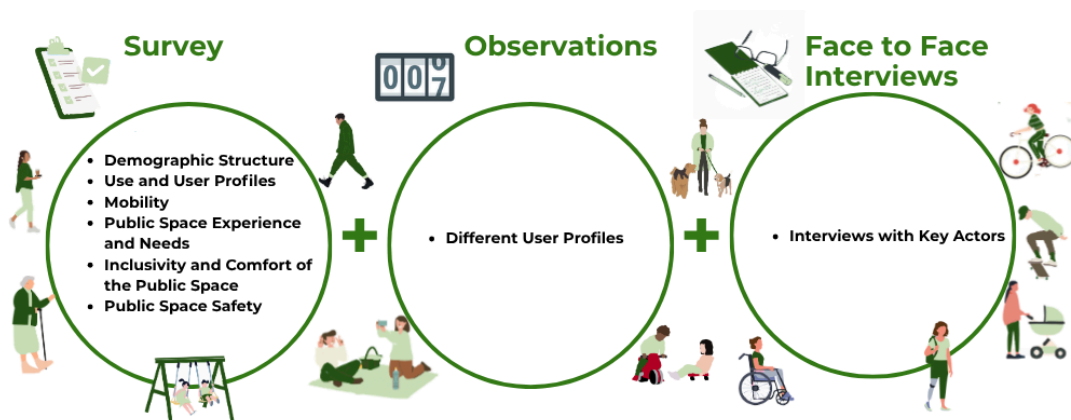 Survey
• Demographic Structure
• Use and User Profiles
• Mobility
• Public Space Experience
and Needs
• Inclusivity and Comfort of
the Public Space
• Public Space Safety
+
007
Observations
• Different User Profiles
+
Face to Face
Interviews
• Interviews with Key Actors